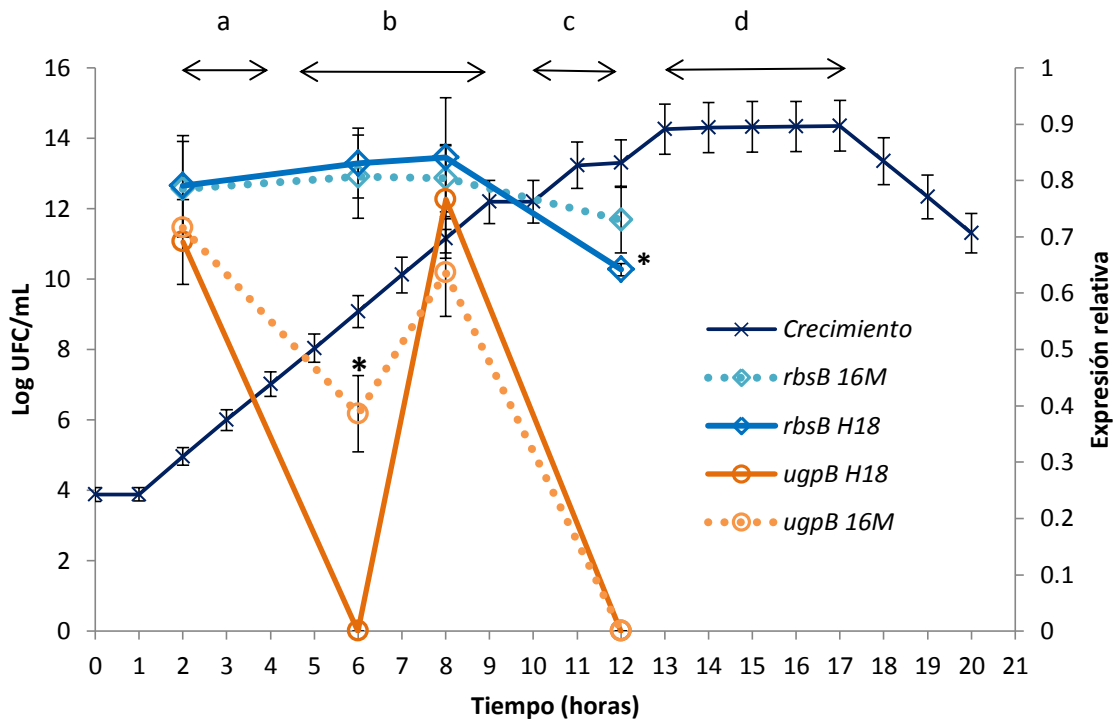 a b c d
16
14
12
10
8
6
4
2
0
Log UFC/mL
1
0.9
0.8
0.7
0.6
0.5
0.4
0.3
0.2
0.1
0
Expresión relativa
*
*
Crecimiento
rbsB 16M
rbsB H18
ugpB H18
ugpB 16M
0 1 2 3 4 5 6 7 8 9 10 11 12 13 14 15 16 17 18 19 20 21
Tiempo (horas)